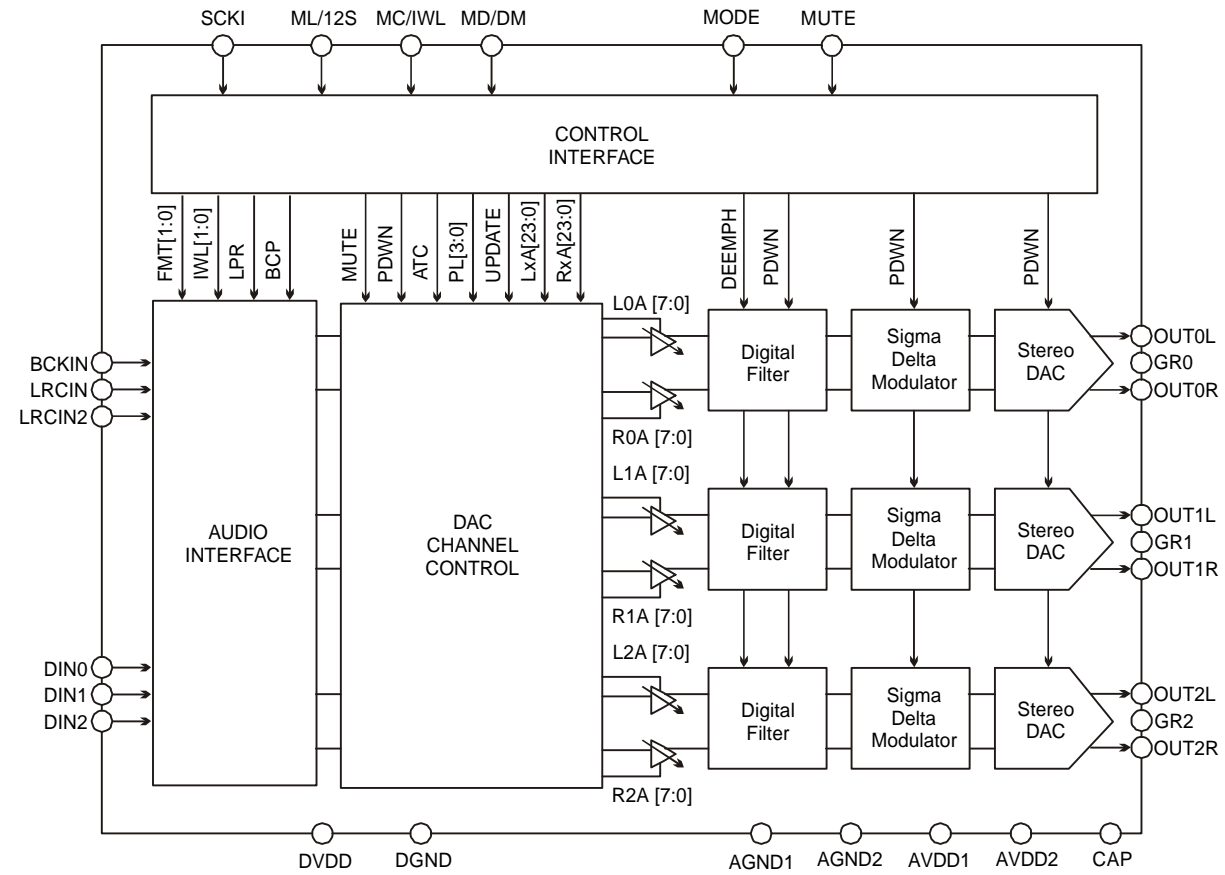 SCKI
ML/12S
MC/IWL
MD/DM
MODE
MUTE
CONTROL
INTERFACE
FMT[1:0]
IWL[1:0]
LPR
BCP
MUTE
PDWN
ATC
PL[3:0]
UPDATE
LxA[23:0]
RxA[23:0]
DEEMPH
PDWN
PDWN
PDWN
BCKIN
LRCIN
LRCIN2
DIN0
DIN1
DIN2
AUDIO
INTERFACE
DAC
CHANNEL
CONTROL
L0A [7:0]
R0A [7:0]
L1A [7:0]
R1A [7:0]
L2A [7:0]
R2A [7:0]
Digital
Filter
Sigma
Delta
Modulator
Stereo
DAC
OUT0L
GR0
OUT0R
Digital
Filter
Sigma
Delta
Modulator
Stereo
DAC
OUT1L
GR1
OUT1R
Digital
Filter
Sigma
Delta
Modulator
Stereo
DAC
OUT2L
GR2
OUT2R
DVDD
DGND
AGND1
AGND2
AVDD1
AVDD2
CAP